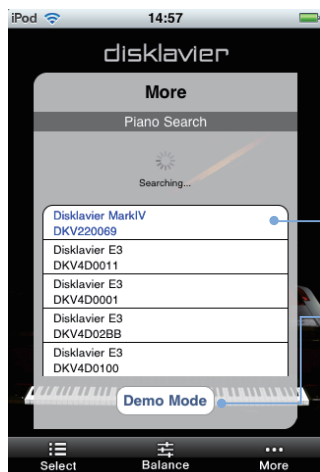 iPod 14:57
disklavier
More
Piano Search
Searching...
Disklavier MarkIV
DKV220069
Disklavier E3
DKV4D0011
Disklavier E3
DKV4D0001
Disklavier E3
DKV4D02BB
Disklavier E3
DKV4D0100
Demo Mode
Select Balance More